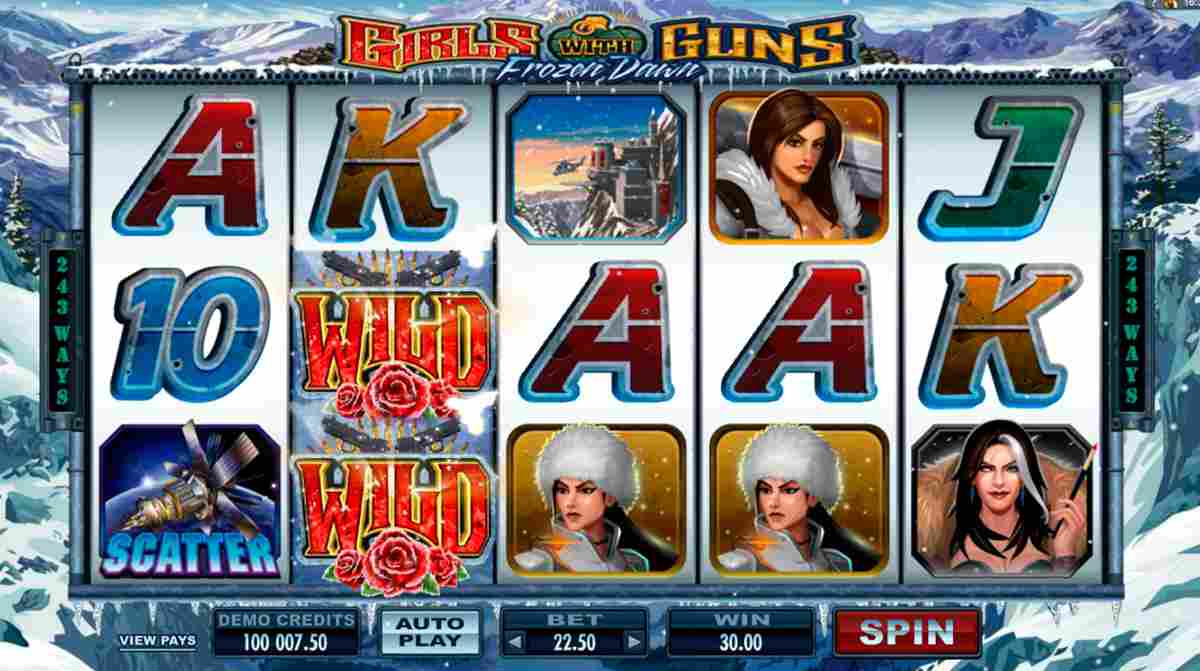 GIRLS WITH GUNS
Frozen Dawn
A K J
243 WAYS
243 WAYS
10 WILD A A K
SCATTER WILD
VIEW PAYS
DEMO CREDITS
100 007.50
AUTO
PLAY
BET
22.50
WIN
30.00
SPIN